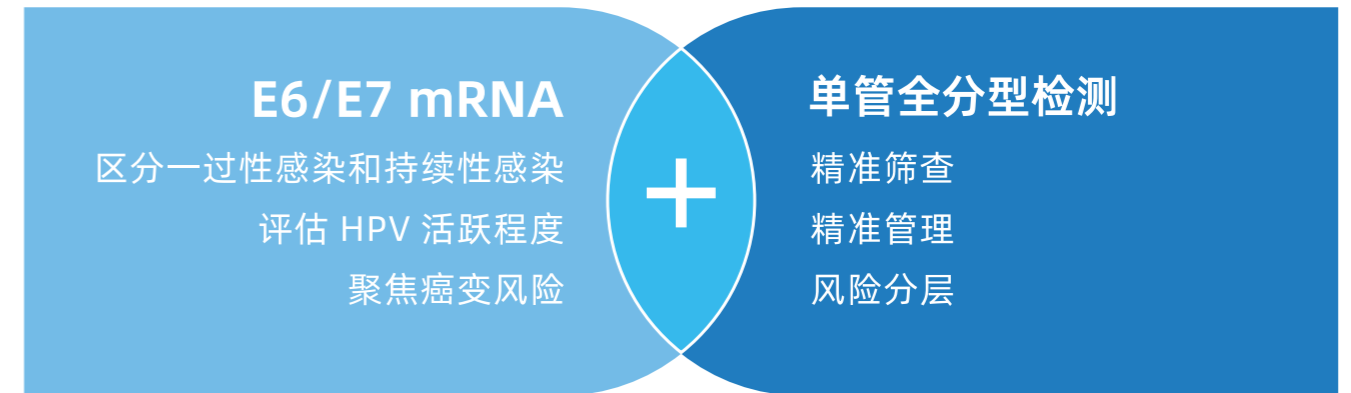 E6/E7 mRNA
区分一过性感染和持续性感染
评估 HPV 活跃程度
聚焦癌变风险
+
单管全分型检测
精准筛查
精准管理
风险分层